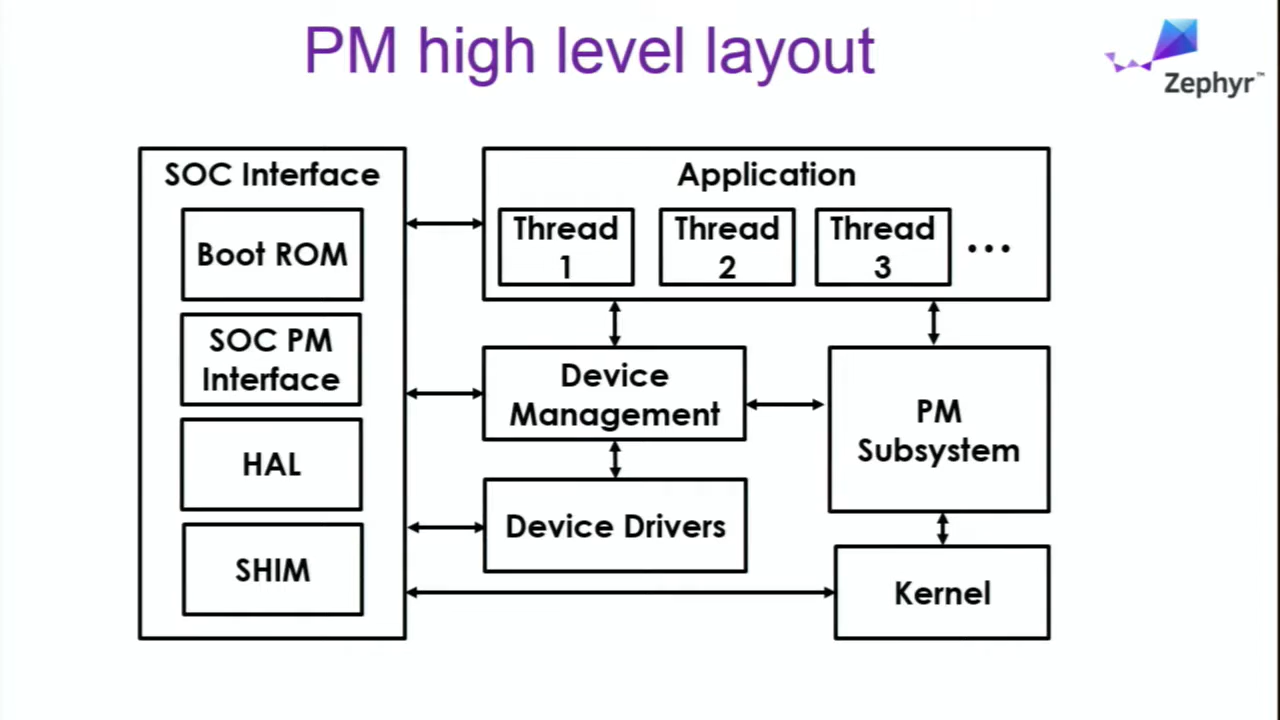 PM high level layout
Zephyr™
SOC Interface
Boot ROM
SOC PM
Interface
HAL
SHIM
Application
Thread
1
Thread
2
Thread
3
...
Device
Management
PM
Subsystem
Device Drivers
Kernel